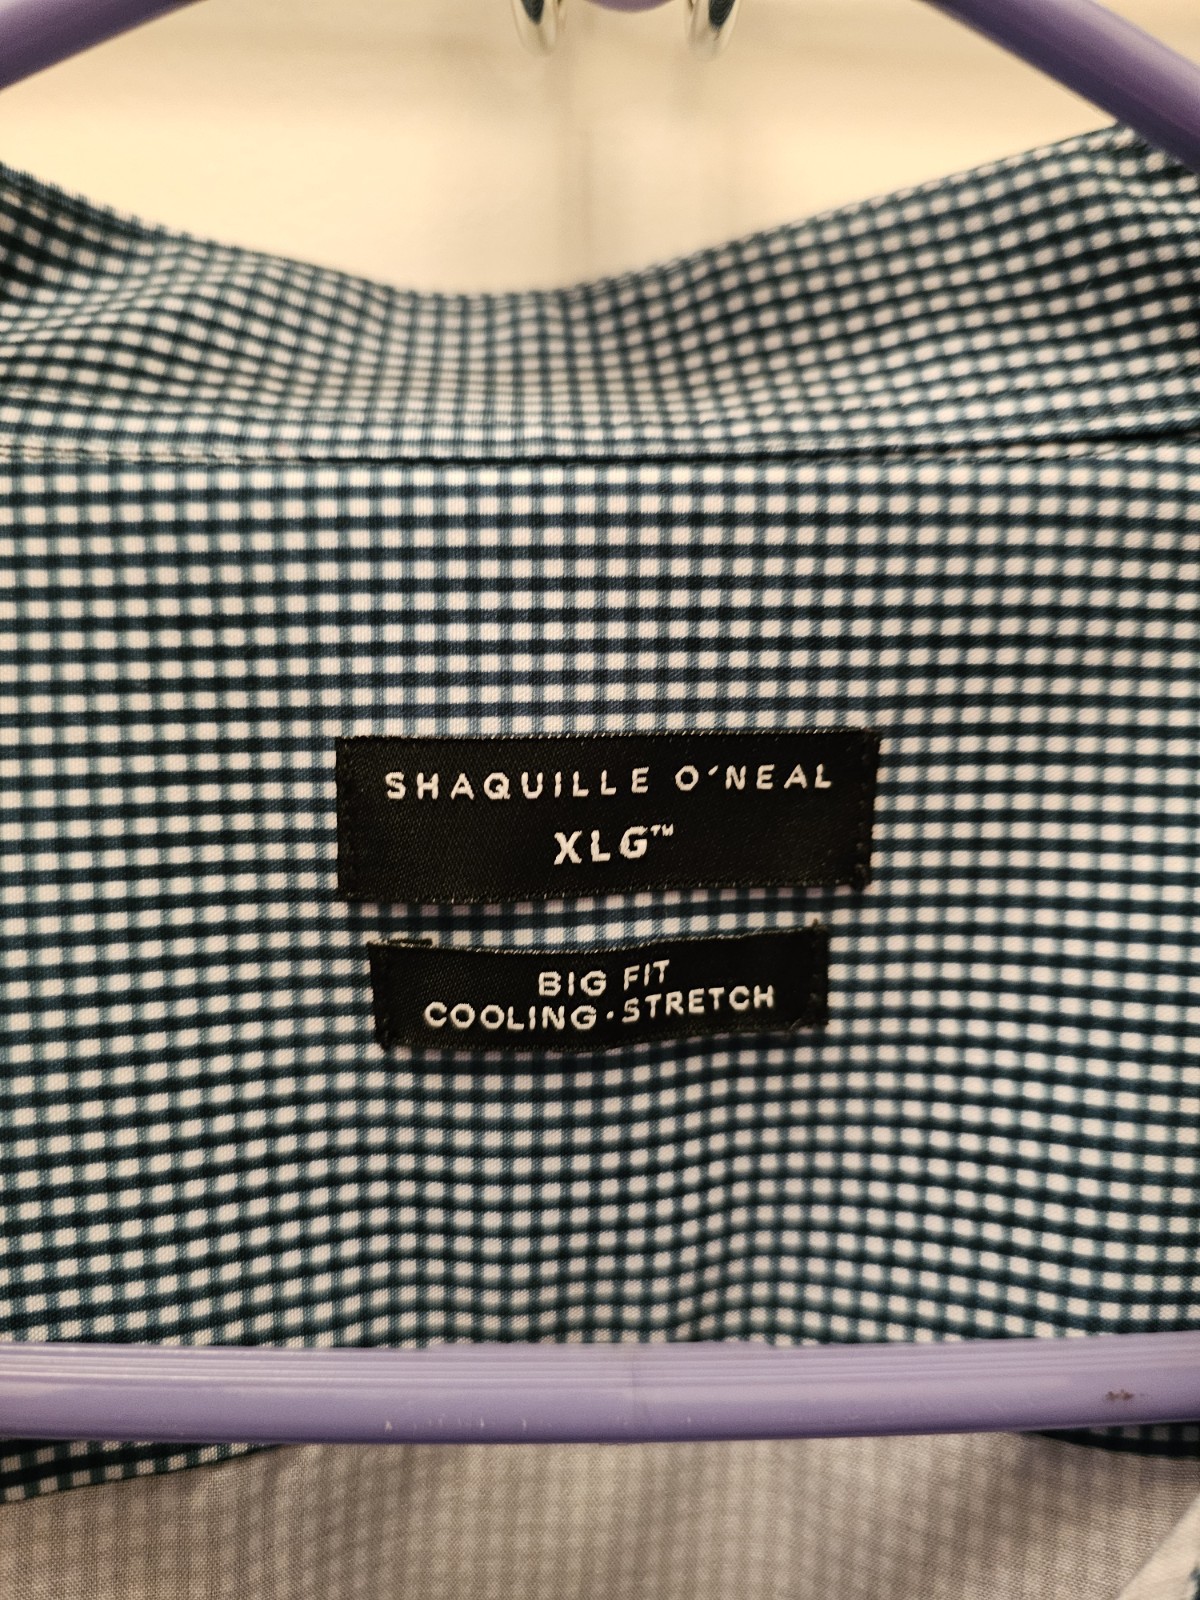 SHAQUILLE O´NEAL
XLG™
BIG FIT
COOLING · STRETCH